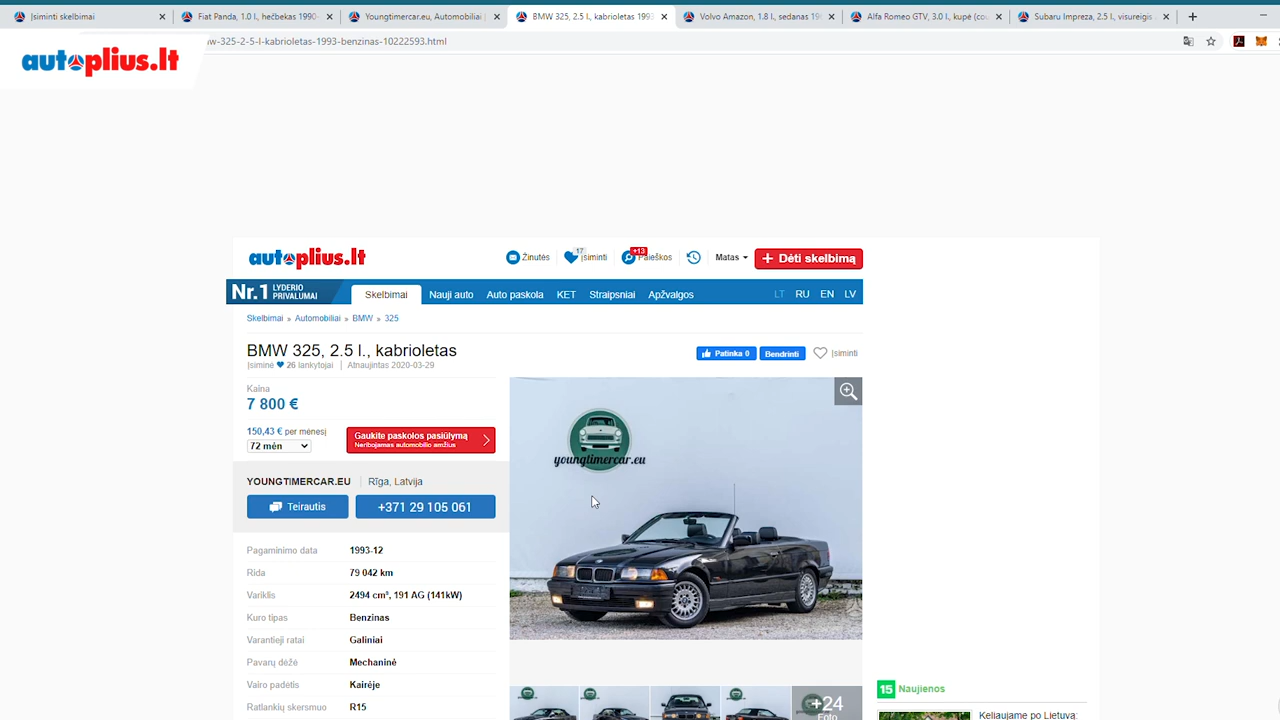 Įsiminti skelbimai
Fiat Panda, 1.0 l., hečbekas 1990-
Youngtimercar.eu, Automobiliai
BMW 325, 2.5 l., kabrioletas 1993
Volvo Amazon, 1.8 l., sedanas 19
Alfa Romeo GTV, 3.0 l., kupė (cou
Subaru Impreza, 2.5 l., visureigis
w-325-2-5-l-kabrioletas-1993-benzinas-10222593.html
autoplius.lt
autoplius.lt
Žinutės
17
Įsiminti
+13
Paieškos
Matas
+ Dėti skelbimą
Nr.1 LYDERIO
PRIVALUMAI
Skelbimai
Nauji auto
Auto paskola
KET
Straipsniai
Apžvalgos
LT RU EN LV
Skelbimai » Automobiliai » BMW » 325
BMW 325, 2.5 l., kabrioletas
Patinka 0
Bendrinti
Įsiminti
Įsiminė 26 lankytojai | Atnaujintas 2020-03-29
Kaina
7 800 €
150,43 € per mėnesį
72 mėn
Gaukite paskolos pasiūlymą
Neribojamas automobilio amžius
youngtimercar.eu
YOUNGTIMERCAR.EU | Rīga, Latvija
Teirautis
+371 29 105 061
Pagaminimo data 1993-12
Rida 79 042 km
Variklis 2494 cm³, 191 AG (141kW)
Kuro tipas Benzinas
Varantieji ratai Galiniai
Pavarų dėžė Mechaninė
Vairo padėtis Kairėje
Ratlankių skersmuo R15
+24
Foto
15 Naujienos
Keliaujame po Lietuvą: